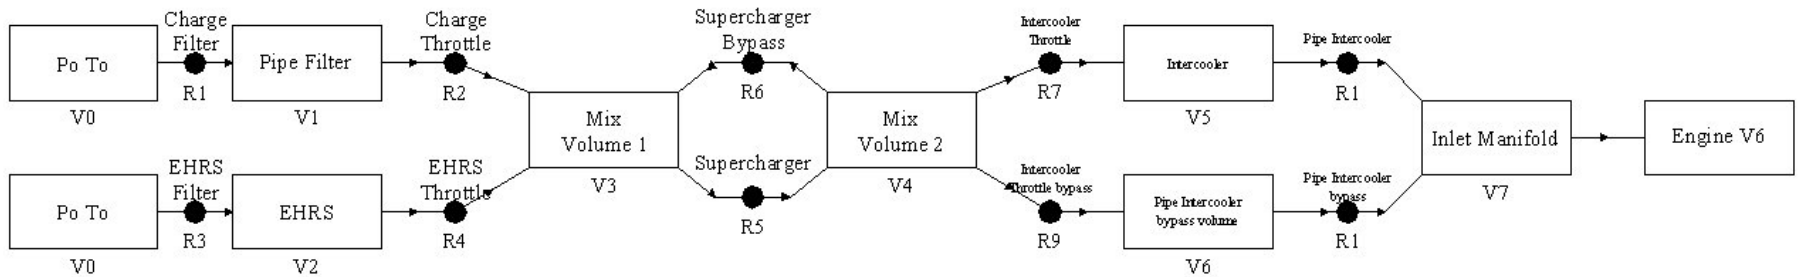 Charge
Filter
Po To
R1
V0
Pipe Filter
V1
Charge
Throttle
R2
Supercharger
Bypass
R6
Mix
Volume 1
V3
Mix
Volume 2
V4
Supercharger
R5
Intercooler
Throttle
R7
Intercooler
V5
Pipe Intercooler
R1
EHRS
Filter
Po To
R3
V0
EHRS
V2
EHRS
Throttle
R4
Intercooler
Throttle bypass
R9
Pipe Intercooler
bypass volume
V6
Pipe Intercooler
bypass
R1
Inlet Manifold
V7
Engine V6